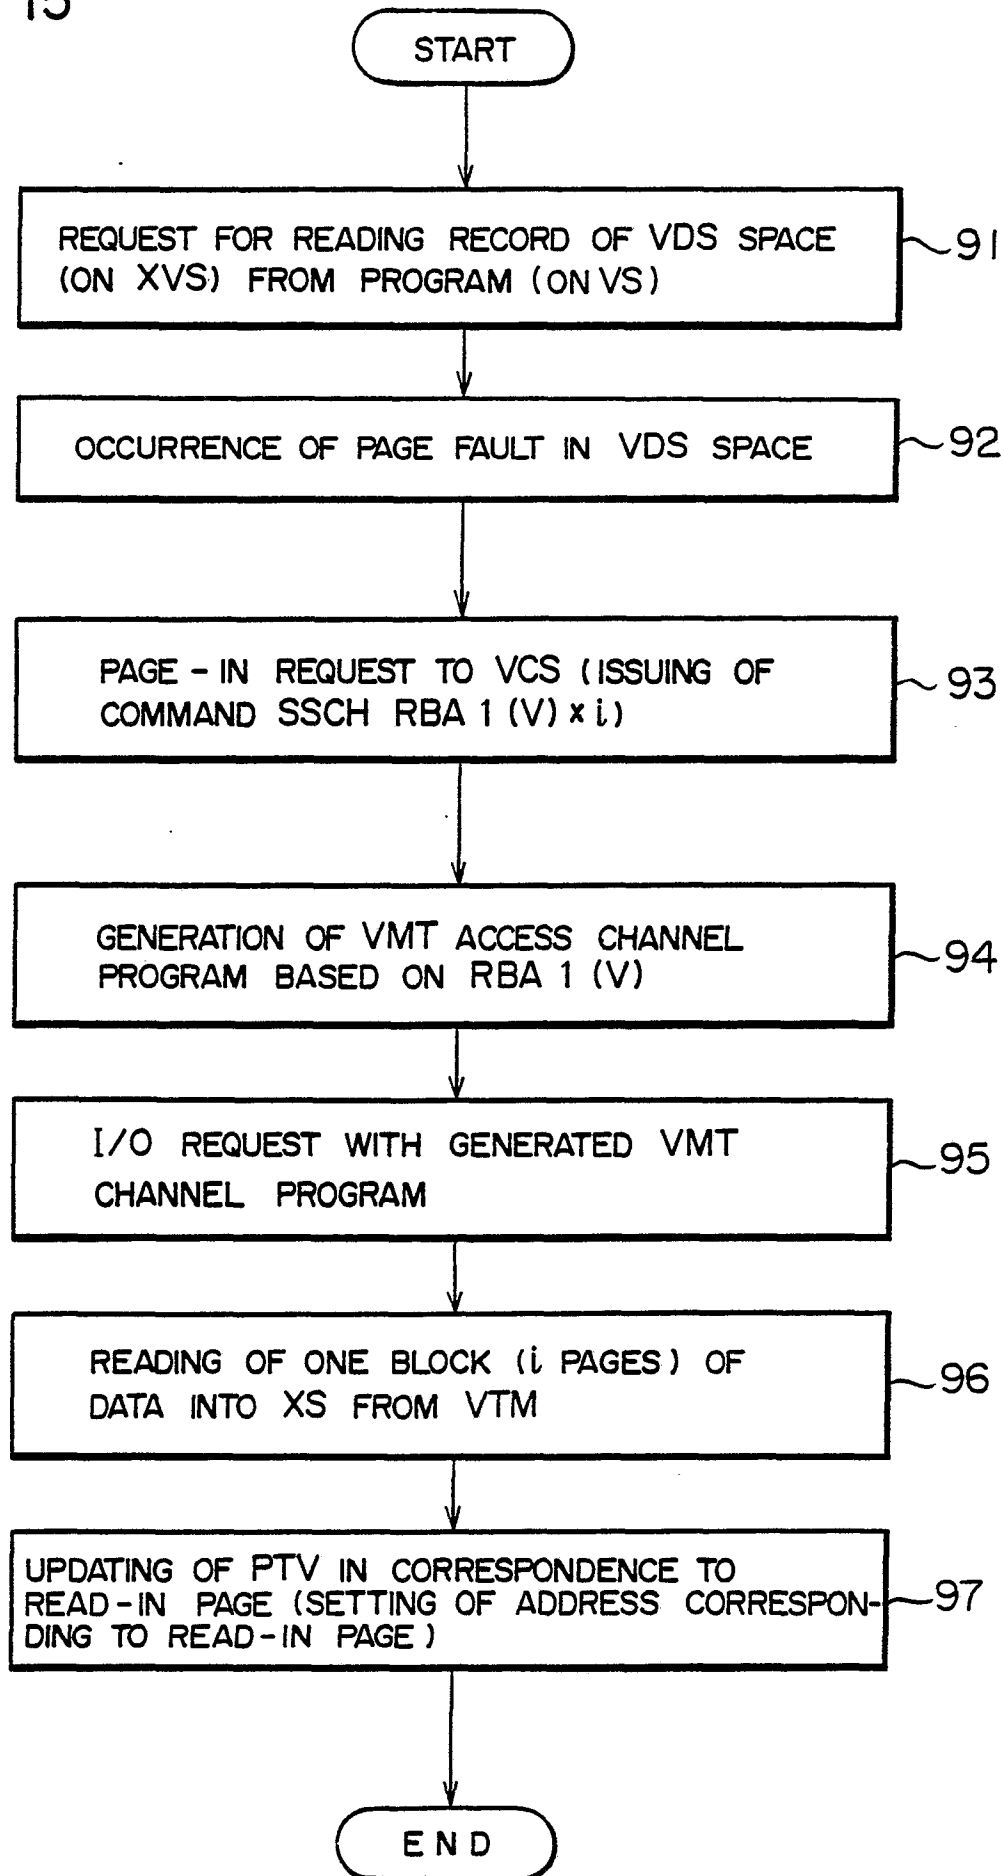 15
START
REQUEST FOR READING RECORD OF VDS SPACE
(ON XVS) FROM PROGRAM (ON VS)
91
OCCURRENCE OF PAGE FAULT IN VDS SPACE
92
PAGE-IN REQUEST TO VCS (ISSUING OF
COMMAND SSCH RBA 1 (V) x i)
93
GENERATION OF VMT ACCESS CHANNEL
PROGRAM BASED ON RBA 1 (V)
94
I/O REQUEST WITH GENERATED VMT
CHANNEL PROGRAM
95
READING OF ONE BLOCK (i PAGES) OF
DATA INTO XS FROM VTM
96
UPDATING OF PTV IN CORRESPONDENCE TO
READ-IN PAGE (SETTING OF ADDRESS CORRESPON-
DING TO READ-IN PAGE)
97
END